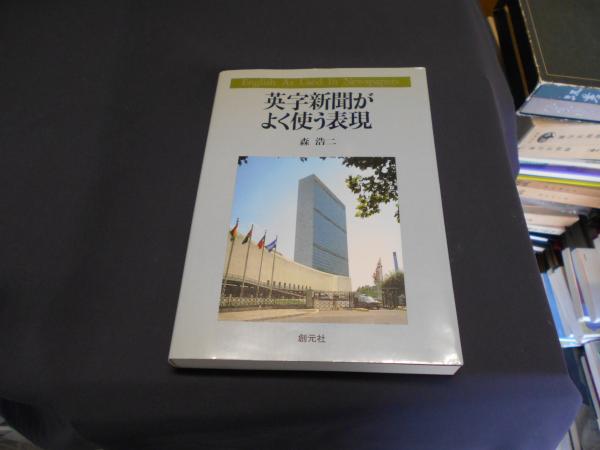 English As Used In Newspapers
英字新聞が
よく使う表現
森 浩二
創元社